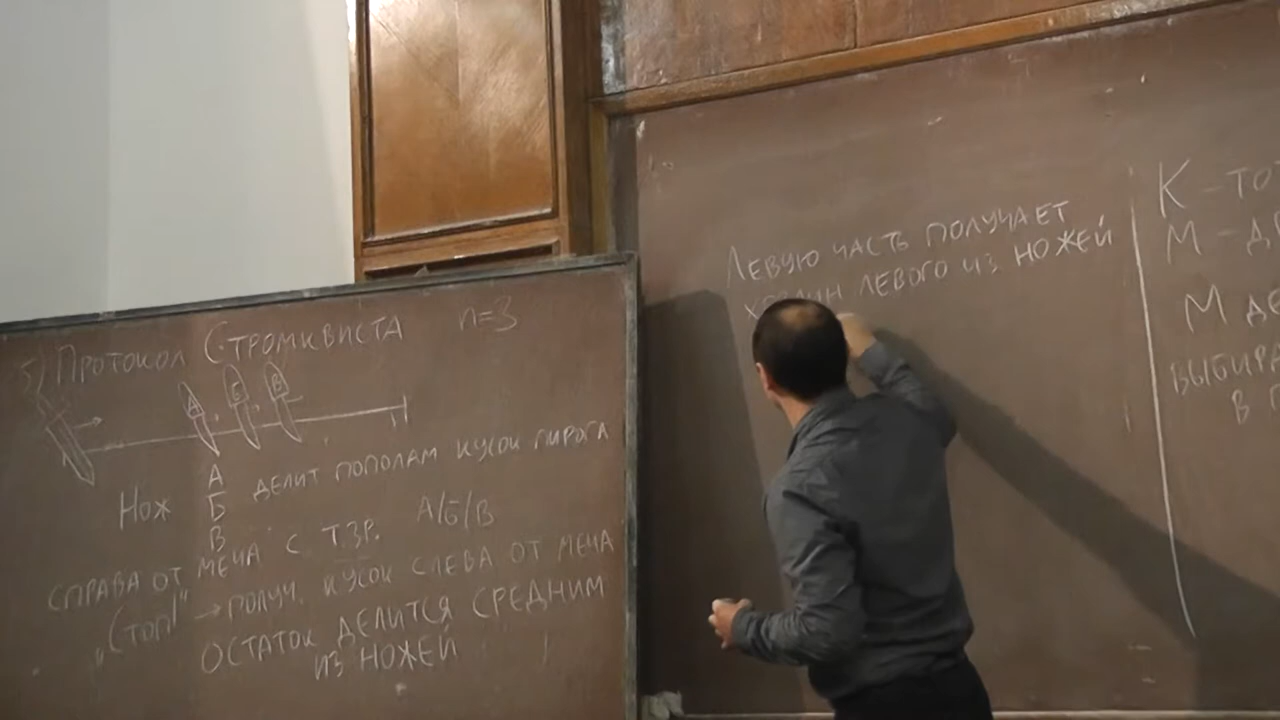 5) Протокол Стромквиста n=3
А Б В
Нож А Б В делит пополам кусок пирога
справа от меча с т.зр. А/Б/В
„Стоп!“ → получ. кусок слева от меча
остаток делится средним
из ножей
Левую часть получает
левого из ножей
К – то
М – д
М де
выбира
в п